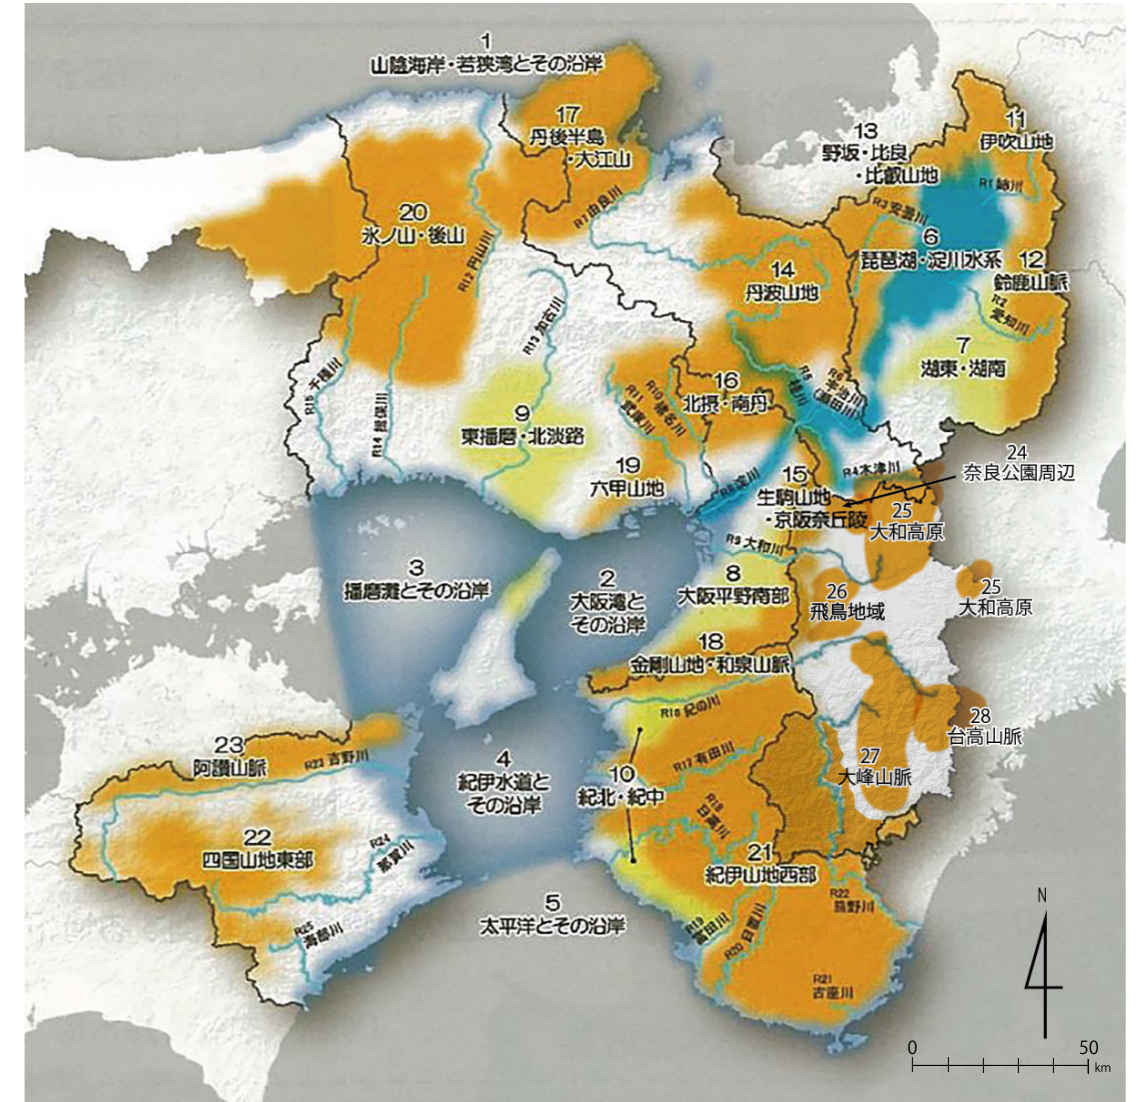 1
山陰海岸・若狭湾とその沿岸
17
丹後半島
・大江山
13
野坂・比良
・比叡山地
11
伊吹山地
R1 姉川
R3 安曇川
R7 由良川
20
氷ノ山・後山
R12 円山川
6
琵琶湖・淀川水系
12
鈴鹿山脈
14
丹波山地
R2
愛知川
R13 加古川
7
湖東・湖南
R15 千種川
R14 揖保川
9
東播磨・北淡路
R11
武庫川
R10 猪名川
16
北摂・南丹
R5 桂川
R6
宇治川
(瀬田川)
24
奈良公園周辺
19
六甲山地
R8 淀川
15
生駒山地
・京阪奈丘陵
R4 木津川
25
大和高原
R9 大和川
3
播磨灘とその沿岸
2
大阪湾と
その沿岸
8
大阪平野南部
26
飛鳥地域
25
大和高原
18
金剛山地・和泉山脈
R16 紀の川
23
阿讃山脈
R23 吉野川
4
紀伊水道と
その沿岸
R17 有田川
10
紀北・紀中
28
台高山脈
27
大峰山脈
R18
日高川
22
四国山地東部
R24
那賀川
21
紀伊山地西部
R22
熊野川
5
太平洋とその沿岸
R25
海部川
R19
富田川
R20 日置川
R21
古座川
N
0 50
km